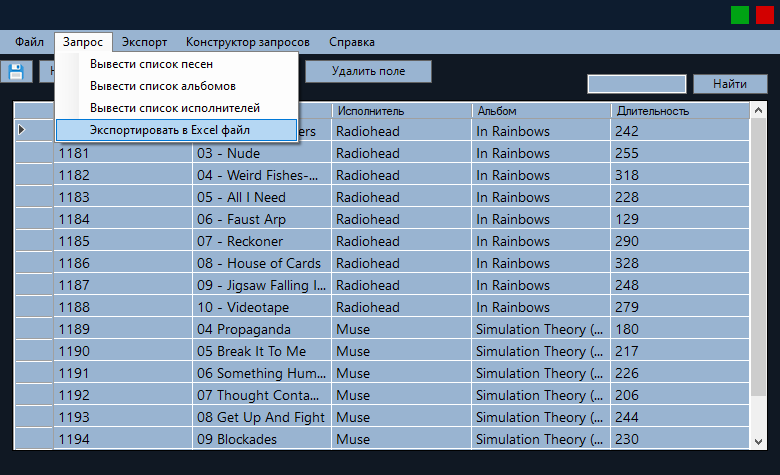 Файл Запрос Экспорт Конструктор запросов Справка
Удалить поле
Найти
Вывести список песен
Вывести список альбомов
Вывести список исполнителей
Экспортировать в Excel файл
Исполнитель Альбом Длительность
ers Radiohead In Rainbows 242
1181 03 - Nude Radiohead In Rainbows 255
1182 04 - Weird Fishes-... Radiohead In Rainbows 318
1183 05 - All I Need Radiohead In Rainbows 228
1184 06 - Faust Arp Radiohead In Rainbows 129
1185 07 - Reckoner Radiohead In Rainbows 290
1186 08 - House of Cards Radiohead In Rainbows 328
1187 09 - Jigsaw Falling I... Radiohead In Rainbows 248
1188 10 - Videotape Radiohead In Rainbows 279
1189 04 Propaganda Muse Simulation Theory (... 180
1190 05 Break It To Me Muse Simulation Theory (... 217
1191 06 Something Hum... Muse Simulation Theory (... 226
1192 07 Thought Conta... Muse Simulation Theory (... 206
1193 08 Get Up And Fight Muse Simulation Theory (... 244
1194 09 Blockades Muse Simulation Theory (... 230